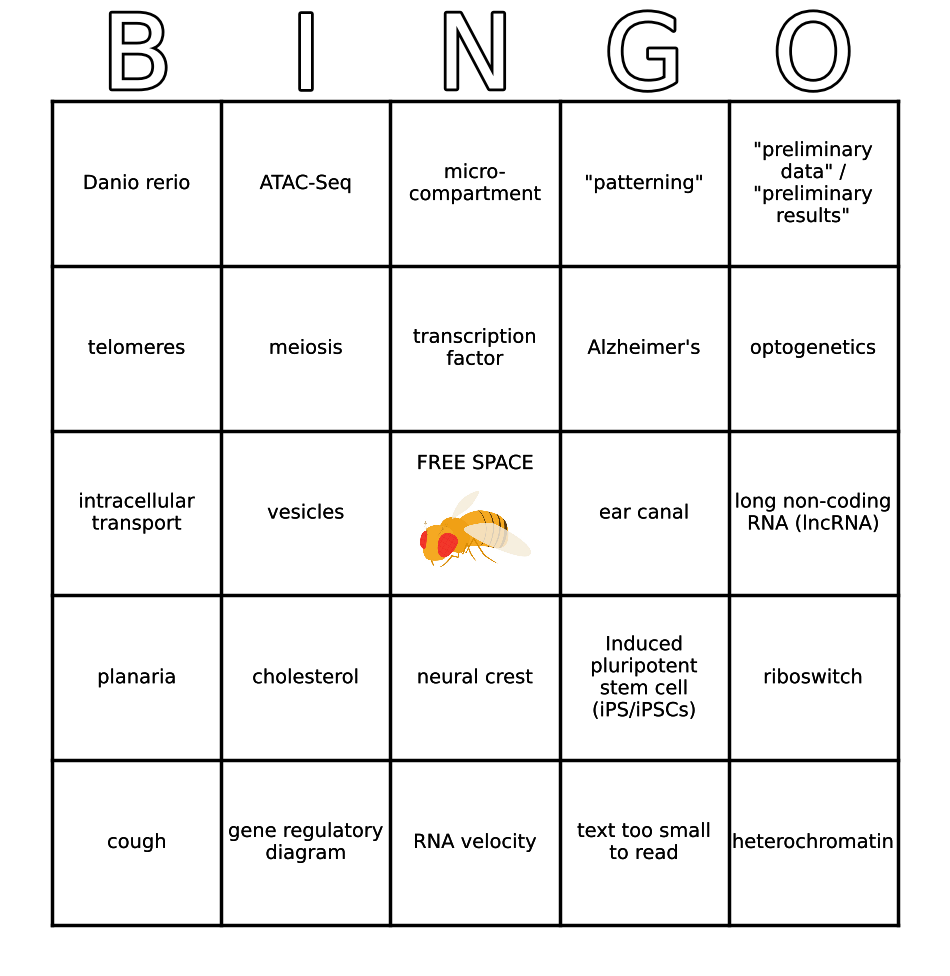 B I N G O
Danio rerio
ATAC-Seq
micro-
compartment
"patterning"
"preliminary
data" /
"preliminary
results"
telomeres
meiosis
transcription
factor
Alzheimer's
optogenetics
intracellular
transport
vesicles
FREE SPACE
ear canal
long non-coding
RNA (lncRNA)
planaria
cholesterol
neural crest
Induced
pluripotent
stem cell
(iPS/iPSCs)
riboswitch
cough
gene regulatory
diagram
RNA velocity
text too small
to read
heterochromatin